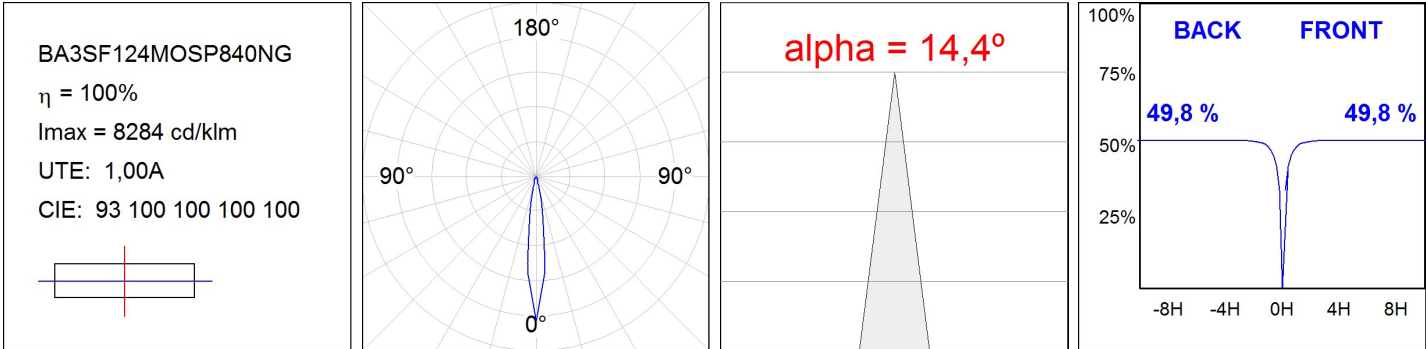 BA3SF124MOSP840NG
η = 100%
Imax = 8284 cd/klm
UTE: 1,00A
CIE: 93 100 100 100 100
180°
90°
90°
0°
alpha = 14,4º
100%
BACK
FRONT
75%
49,8 %
49,8 %
50%
25%
-8H
-4H
0H
4H
8H